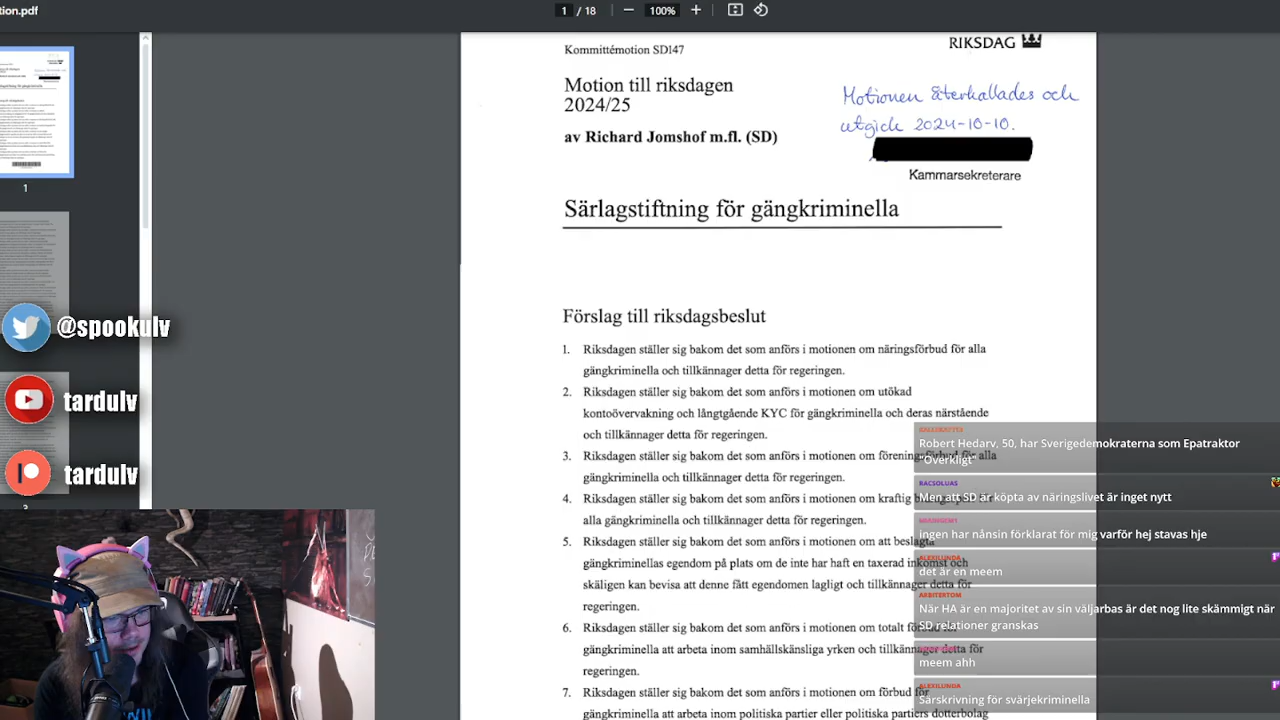 tion.pdf
1 / 18
100%
1
Kommittémotion SD147
RIKSDAG
Motion till riksdagen
2024/25
av Richard Jomshof m.fl. (SD)
Motionen återkallades och
utgick 2024-10-10.
Kammarsekreterare
Särlagstiftning för gängkriminella
Förslag till riksdagsbeslut
1. Riksdagen ställer sig bakom det som anförs i motionen om näringsförbud för alla
gängkriminella och tillkännager detta för regeringen.
2. Riksdagen ställer sig bakom det som anförs i motionen om utökad
kontoövervakning och långtgående KYC för gängkriminella och deras närstående
och tillkännager detta för regeringen.
3. Riksdagen ställer sig bakom det som anförs i motionen om föreningsförbud för alla
gängkriminella och tillkännager detta för regeringen.
4. Riksdagen ställer sig bakom det som anförs i motionen om kraftig
alla gängkriminella och tillkännager detta för regeringen.
5. Riksdagen ställer sig bakom det som anförs i motionen om att beslagta
gängkriminellas egendom på plats om de inte har haft en taxerad inkomst och
skäligen kan bevisa att denne fått egendomen lagligt och tillkännager detta för
regeringen.
6. Riksdagen ställer sig bakom det som anförs i motionen om totalt förbud för
gängkriminella att arbeta inom samhällskänsliga yrken och tillkännager detta för
regeringen.
7. Riksdagen ställer sig bakom det som anförs i motionen om förbud för
gängkriminella att arbeta inom politiska partier eller politiska partiers dotterbolag
@spookulv
tardulv
tardulv
Robert Hedarv, 50, har Sverigedemokraterna som Epatraktor
"Överkligt"
BACSOLUAS
Men att SD är köpta av näringslivet är inget nytt
ingen har nånsin förklarat för mig varför hej stavas hje
ALEXILUNDA
det är en meem
ARBITERTOM
När HA är en majoritet av sin väljarbas är det nog lite skämmigt när
SD relationer granskas
meem ahh
ALEXILUNDA
Särskrivning för svärjekriminella